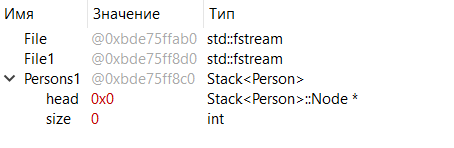 Имя Значение Тип
File @0xbde75ffab0 std::fstream
File1 @0xbde75ff8d0 std::fstream
Persons1 @0xbde75ff8c0 Stack<Person>
head 0x0 Stack<Person>::Node *
size 0 int